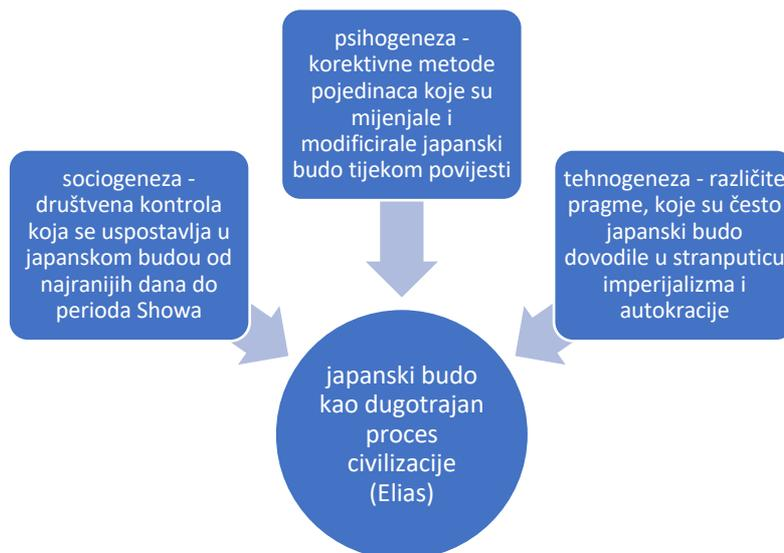 psihogeneza -
korektivne metode
pojedinaca koje su
mijenjale i
modificirale japanski
budo tijekom povijesti
sociogeneza -
društvena kontrola
koja se uspostavlja u
japanskom budou od
najranijih dana do
perioda Showa
tehnogeneza - različite
pragme, koje su često
japanski budo
dovodile u stranputicu
imperijalizma i
autokracije
japanski budo
kao dugotrajan
proces
civilizacije
(Elias)